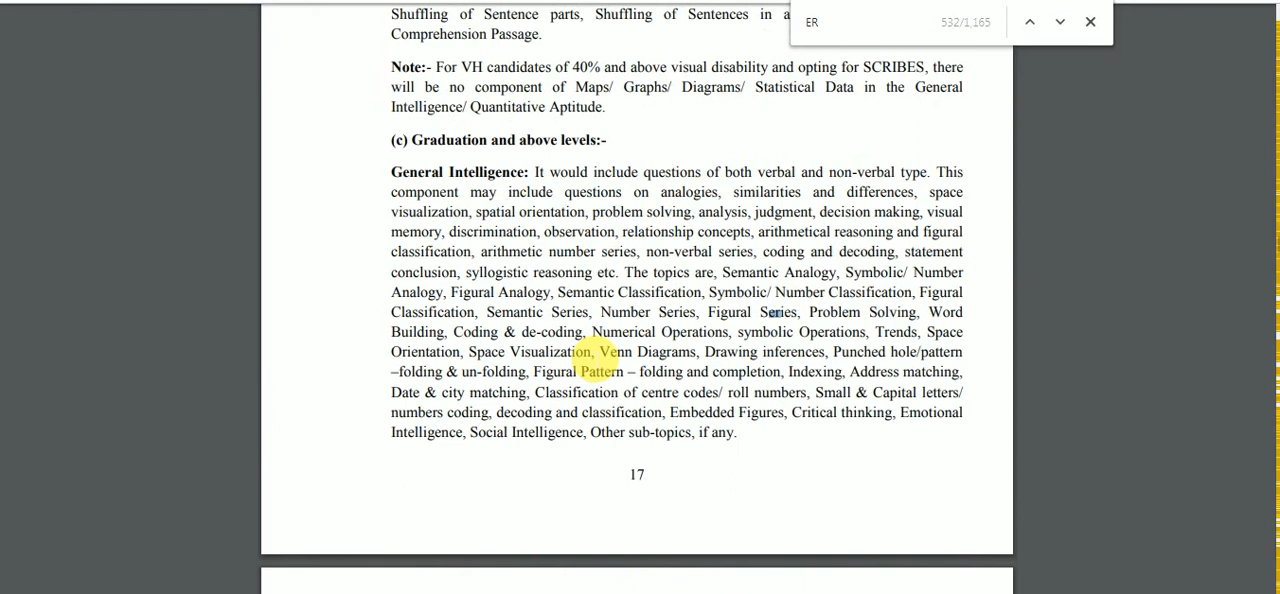 Shuffling of Sentence parts, Shuffling of Sentences in a
ER 532/1,165
Comprehension Passage.
Note:- For VH candidates of 40% and above visual disability and opting for SCRIBES, there
will be no component of Maps/ Graphs/ Diagrams/ Statistical Data in the General
Intelligence/ Quantitative Aptitude.
(c) Graduation and above levels:-
General Intelligence: It would include questions of both verbal and non-verbal type. This
component may include questions on analogies, similarities and differences, space
visualization, spatial orientation, problem solving, analysis, judgment, decision making, visual
memory, discrimination, observation, relationship concepts, arithmetical reasoning and figural
classification, arithmetic number series, non-verbal series, coding and decoding, statement
conclusion, syllogistic reasoning etc. The topics are, Semantic Analogy, Symbolic/ Number
Analogy, Figural Analogy, Semantic Classification, Symbolic/ Number Classification, Figural
Classification, Semantic Series, Number Series, Figural Series, Problem Solving, Word
Building, Coding & de-coding, Numerical Operations, symbolic Operations, Trends, Space
Orientation, Space Visualization, Venn Diagrams, Drawing inferences, Punched hole/pattern
–folding & un-folding, Figural Pattern – folding and completion, Indexing, Address matching,
Date & city matching, Classification of centre codes/ roll numbers, Small & Capital letters/
numbers coding, decoding and classification, Embedded Figures, Critical thinking, Emotional
Intelligence, Social Intelligence, Other sub-topics, if any.
17